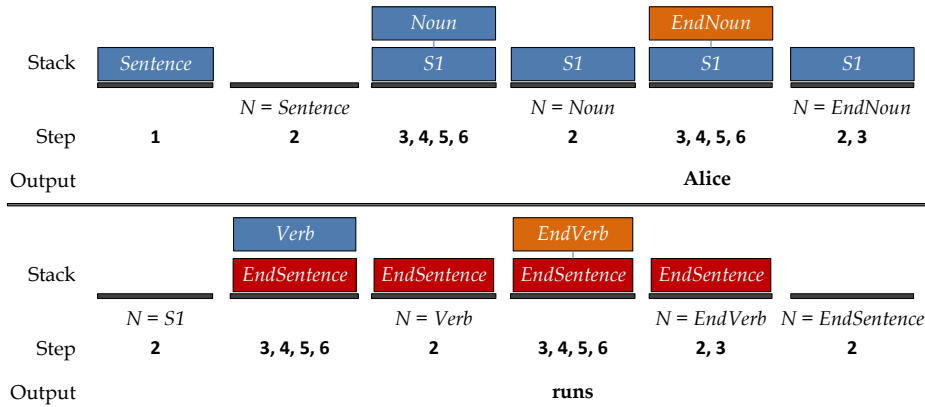 Noun EndNoun
Stack Sentence S1 S1 S1 S1
N = Sentence N = Noun N = EndNoun
Step 1 2 3, 4, 5, 6 2 3, 4, 5, 6 2, 3
Output Alice
Verb EndVerb
Stack EndSentence EndSentence EndSentence EndSentence
N = S1 N = Verb N = EndVerb N = EndSentence
Step 2 3, 4, 5, 6 2 3, 4, 5, 6 2, 3 2
Output runs